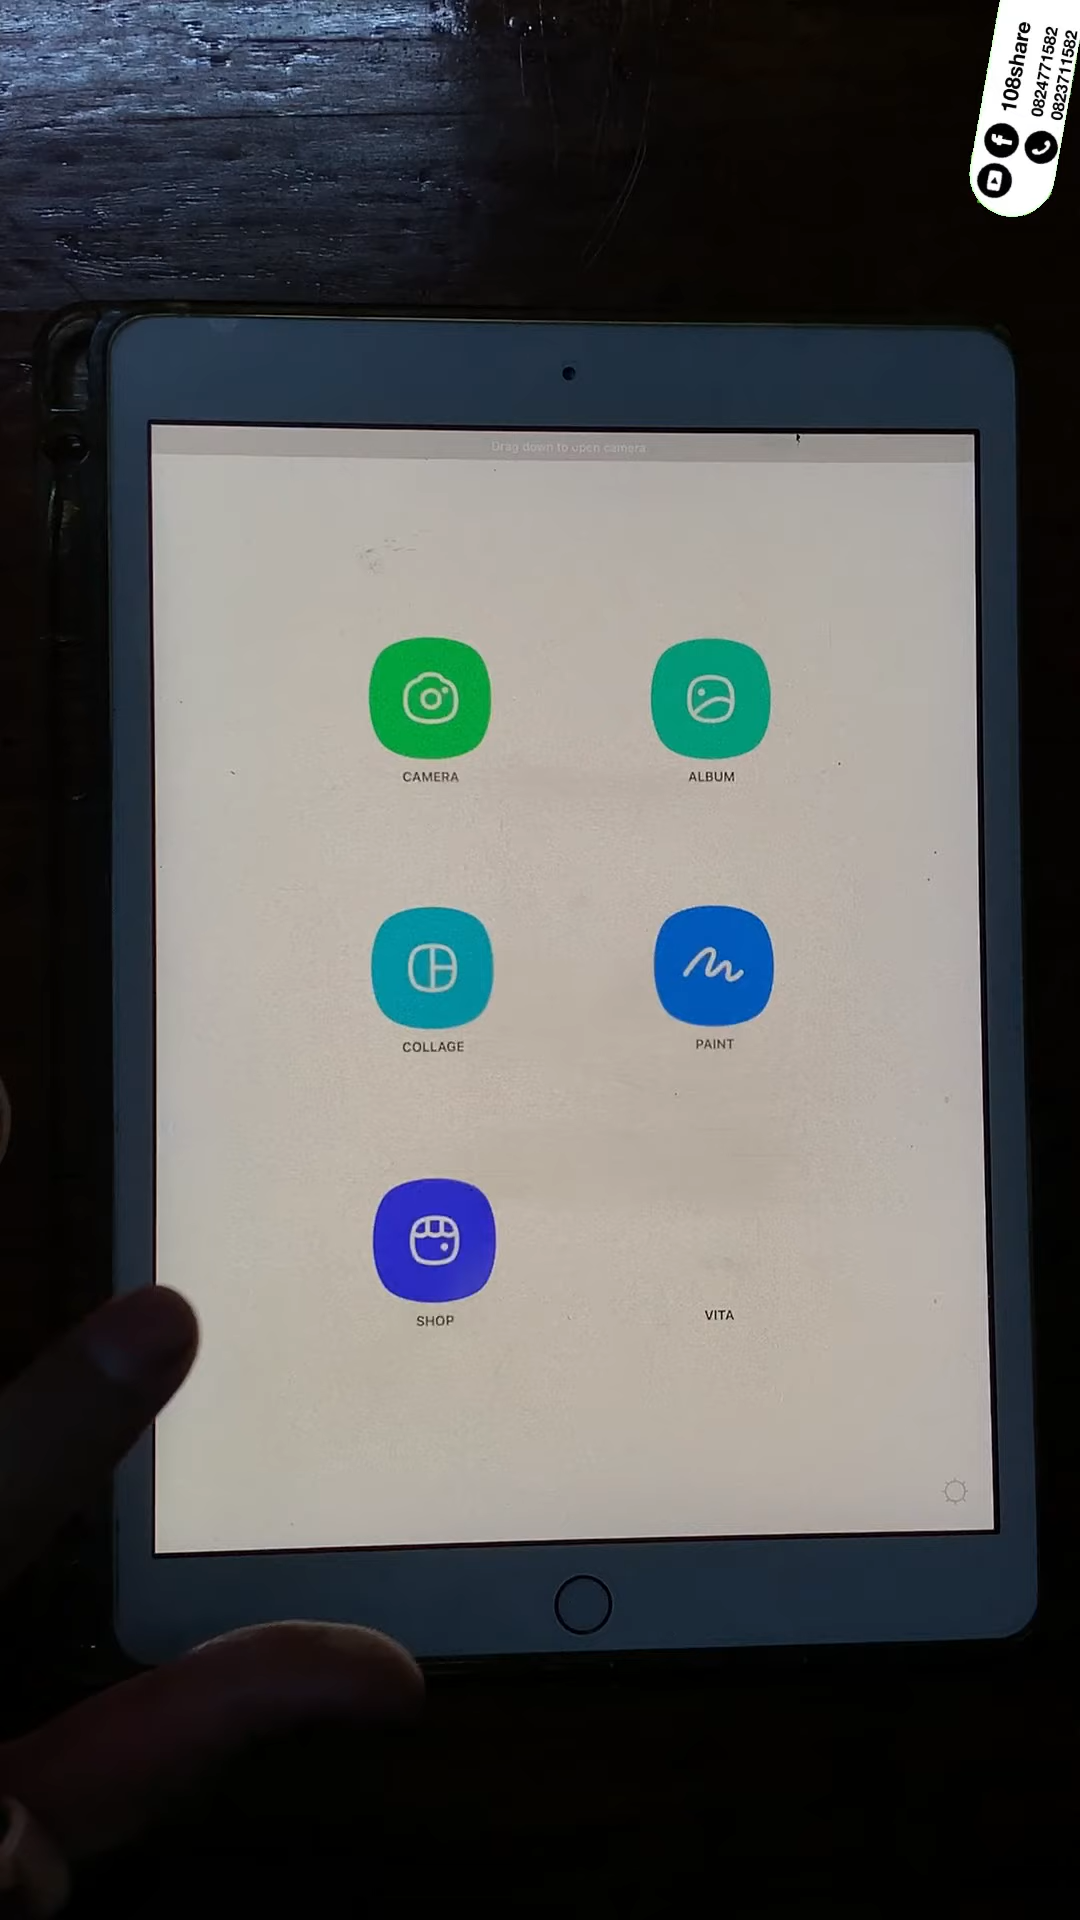 108share
0824771582
0823711582
Drag down to open camera
CAMERA
ALBUM
COLLAGE
PAINT
SHOP
VITA